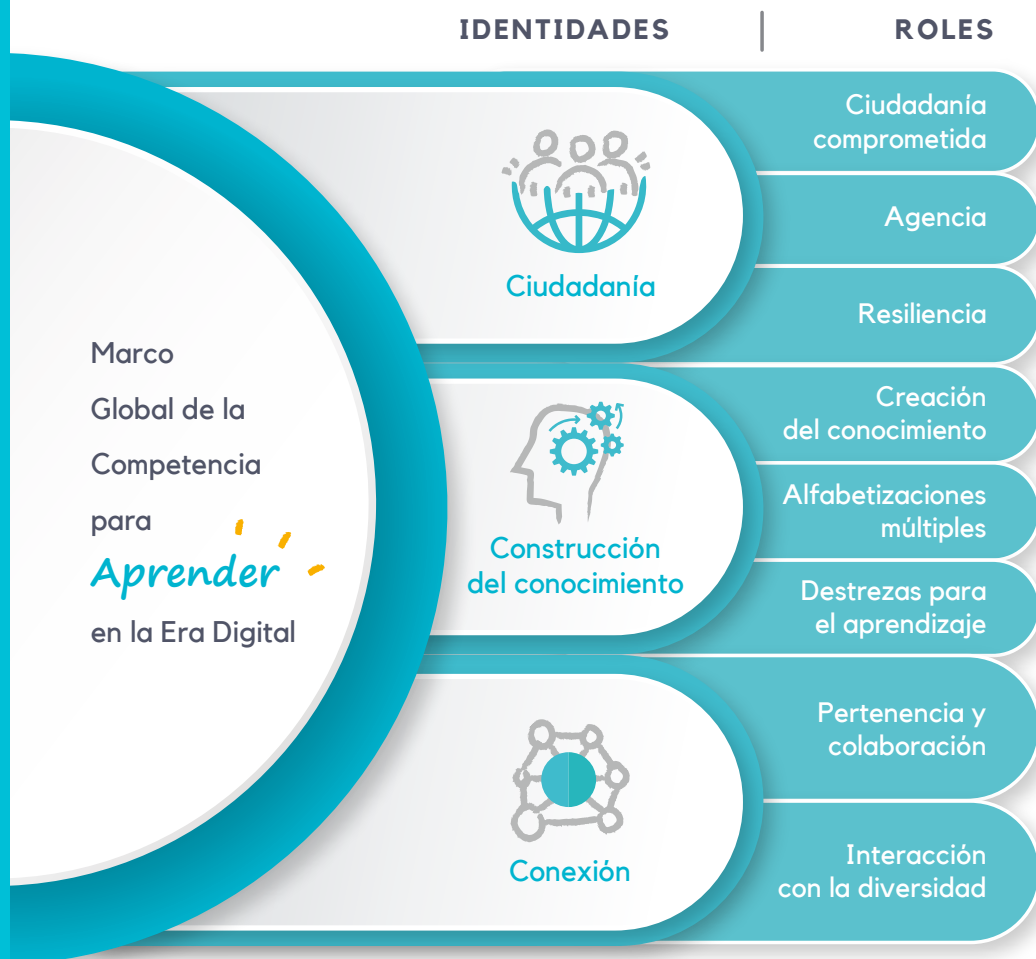 IDENTIDADES | ROLES
Marco
Global de la
Competencia
para
Aprender
en la Era Digital
Ciudadanía
Ciudadanía
comprometida
Agencia
Resiliencia
Construcción
del conocimiento
Creación
del conocimiento
Alfabetizaciones
múltiples
Destrezas para
el aprendizaje
Conexión
Pertenencia y
colaboración
Interacción
con la diversidad